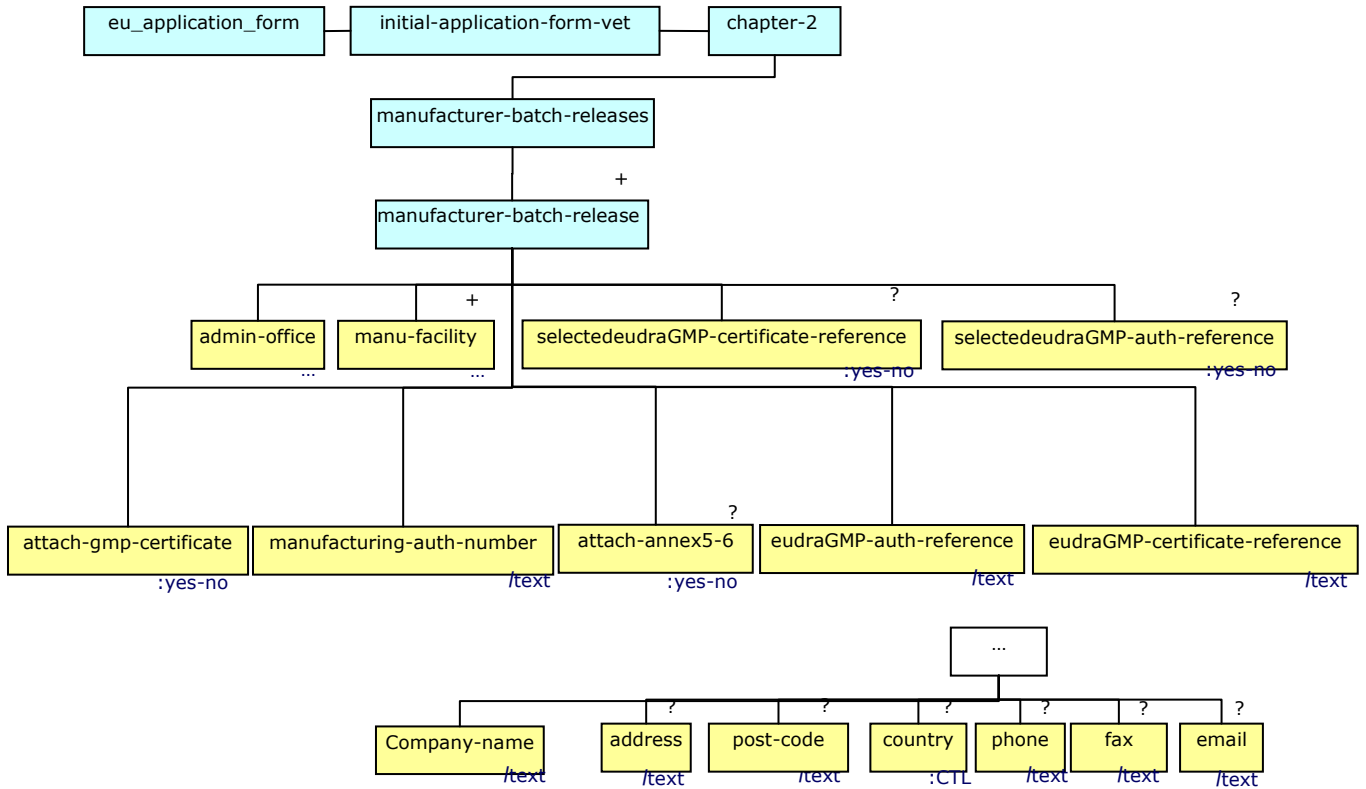 eu_application_form
initial-application-form-vet
chapter-2
manufacturer-batch-releases
+
manufacturer-batch-release
+
?
?
admin-office
manu-facility
selectedeudraGMP-certificate-reference
selectedeudraGMP-auth-reference
...
...
:yes-no
:yes-no
?
attach-gmp-certificate
manufacturing-auth-number
attach-annex5-6
eudraGMP-auth-reference
eudraGMP-certificate-reference
:yes-no
/text
:yes-no
/text
/text
...
?
?
?
?
?
?
Company-name
address
post-code
country
phone
fax
email
/text
/text
/text
:CTL
/text
/text
/text